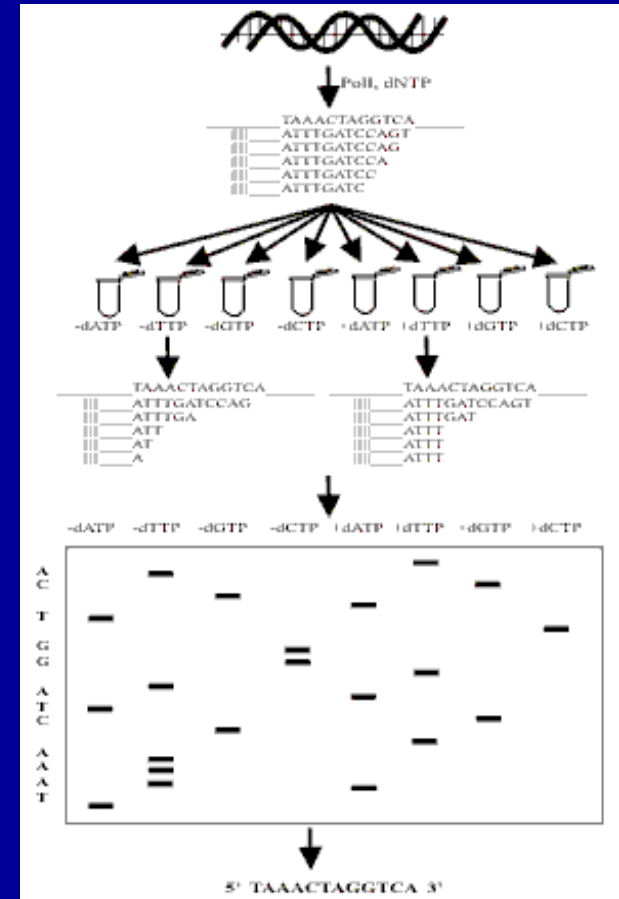 PolI, dNTP
TAAACTAGGTCA
ATTTGATCCAGT
ATTTGATCCAG
ATTTGATCCA
ATTTGATCC
ATTTGATC
-dATP -dTTP -dGTP -dCTP +dATP +dTTP +dGTP +dCTP
TAAACTAGGTCA TAAACTAGGTCA
ATTTGATCCAG ATTTGATCCAGT
ATTTGA ATTTGAT
ATT ATTT
AT ATTT
A ATTT
-dATP -dTTP -dGTP -dCTP +dATP +dTTP +dGTP +dCTP
A
C
T
G
G
A
T
C
A
A
A
T
5' TAAACTAGGTCA 3'